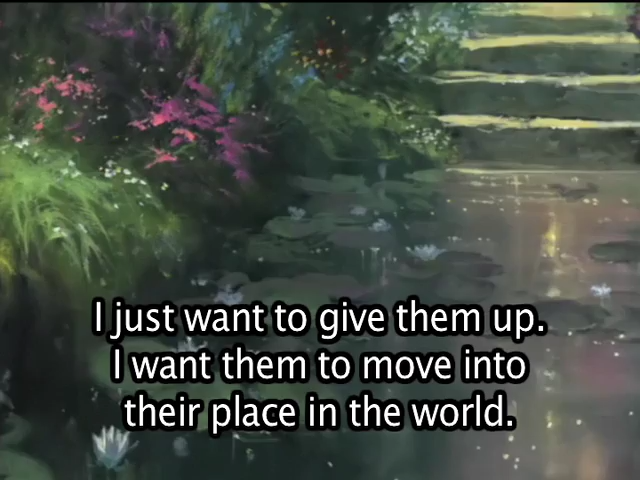 I just want to give them up.
I want them to move into
their place in the world.